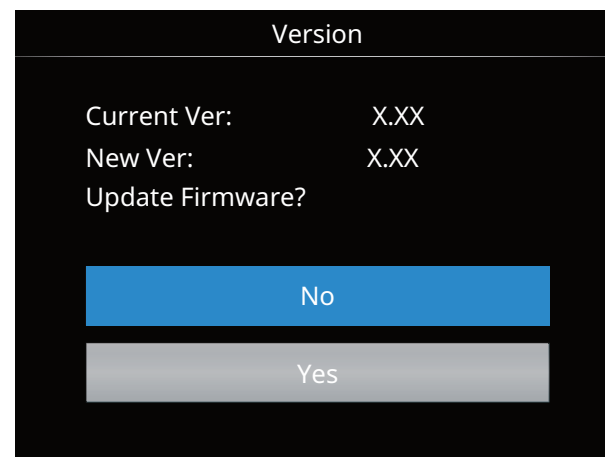 Version
Current Ver: X.XX
New Ver: X.XX
Update Firmware?
No
Yes